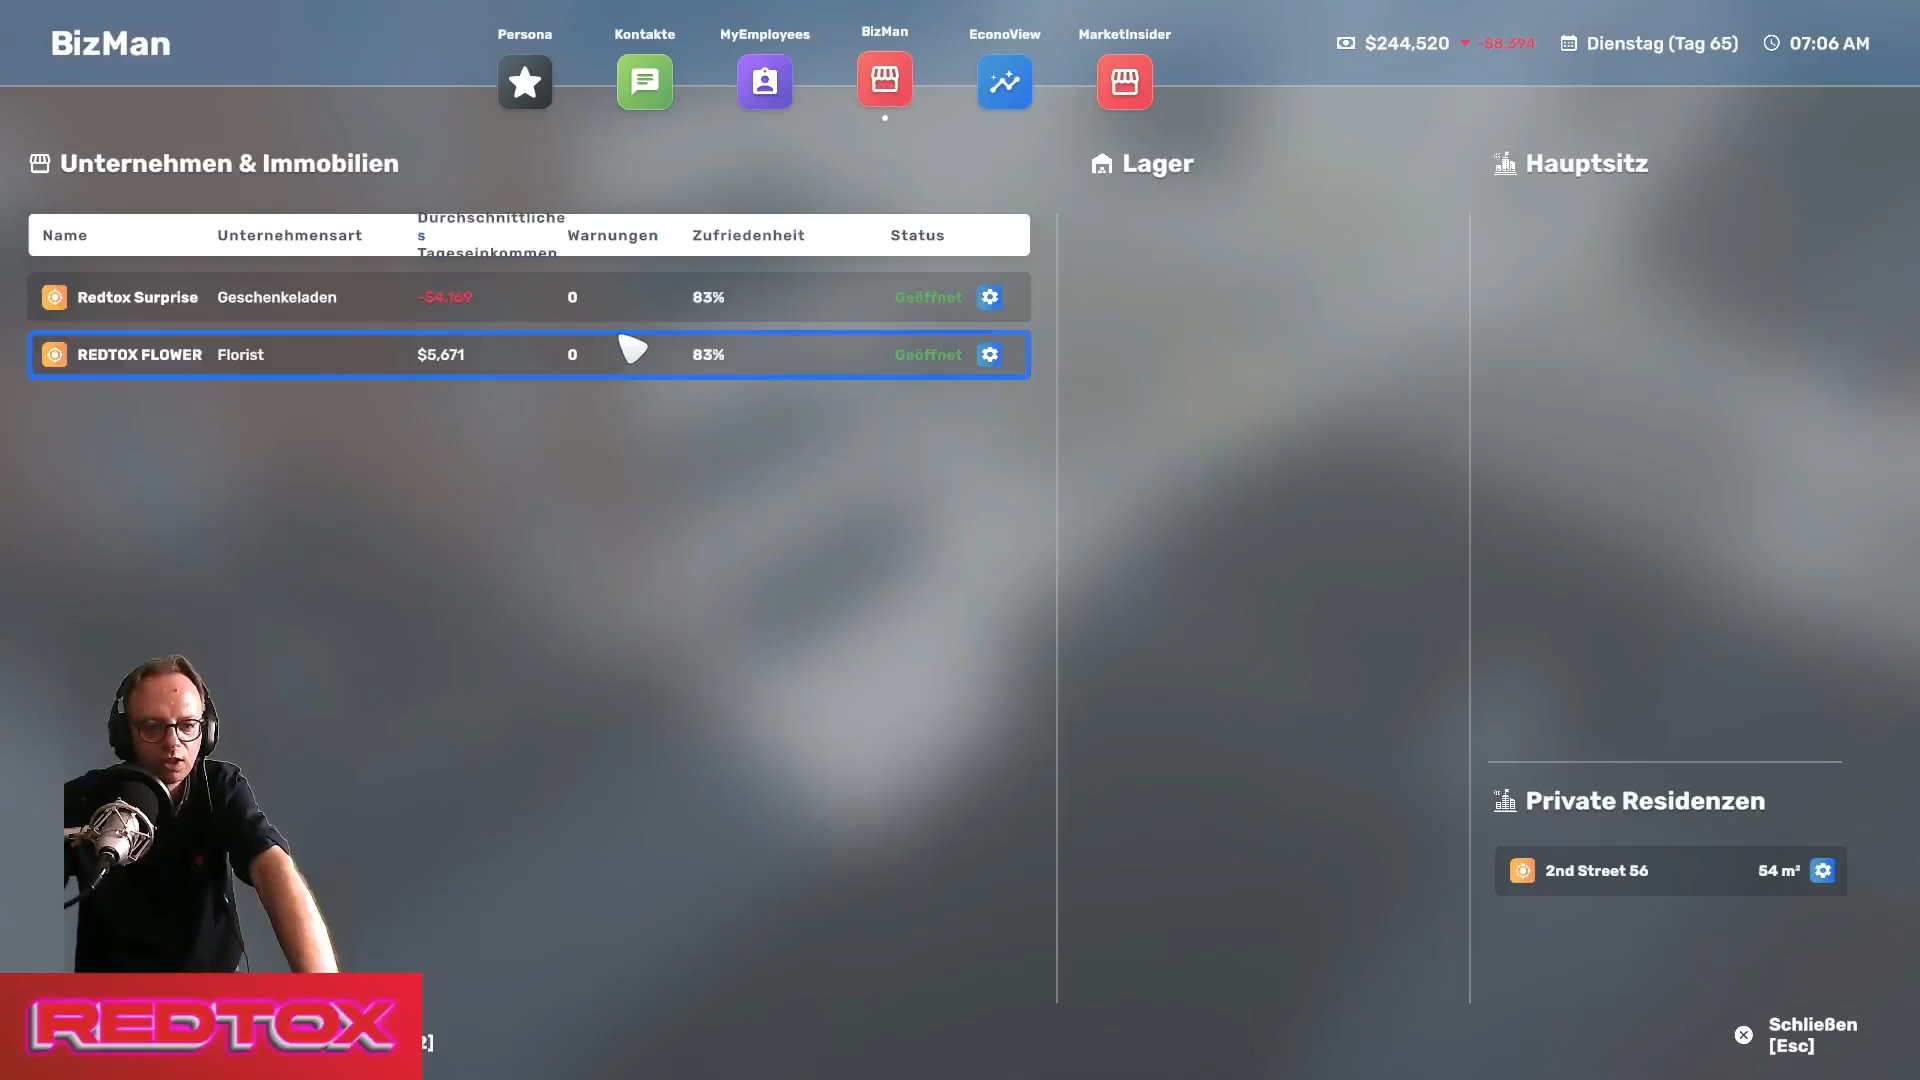 BizMan
Persona
Kontakte
MyEmployees
BizMan
EconoView
MarketInsider
$244,520 -$8,394
Dienstag (Tag 65)
07:06 AM
Unternehmen & Immobilien
Name
Unternehmensart
Durchschnittliche
s
Tageseinkommen
Warnungen
Zufriedenheit
Status
Redtox Surprise Geschenkeladen -$4,169 0 83% Geöffnet
REDTOX FLOWER Florist $5,671 0 83% Geöffnet
Lager
Hauptsitz
Private Residenzen
2nd Street 56 54 m²
REDTOX
2]
Schließen
[Esc]